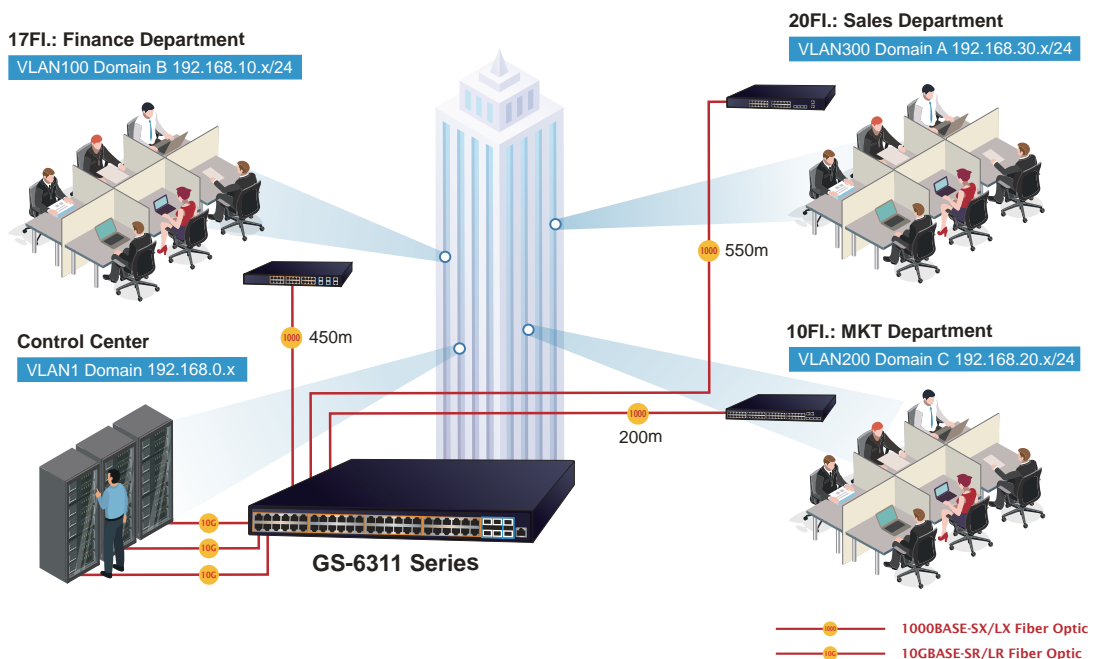 17Fl.: Finance Department
VLAN100 Domain B 192.168.10.x/24
20Fl.: Sales Department
VLAN300 Domain A 192.168.30.x/24
1000
550m
1000
450m
Control Center
VLAN1 Domain 192.168.0.x
10Fl.: MKT Department
VLAN200 Domain C 192.168.20.x/24
1000
200m
10G
10G
10G
GS-6311 Series
1000
1000BASE-SX/LX Fiber Optic
10G
10GBASE-SR/LR Fiber Optic